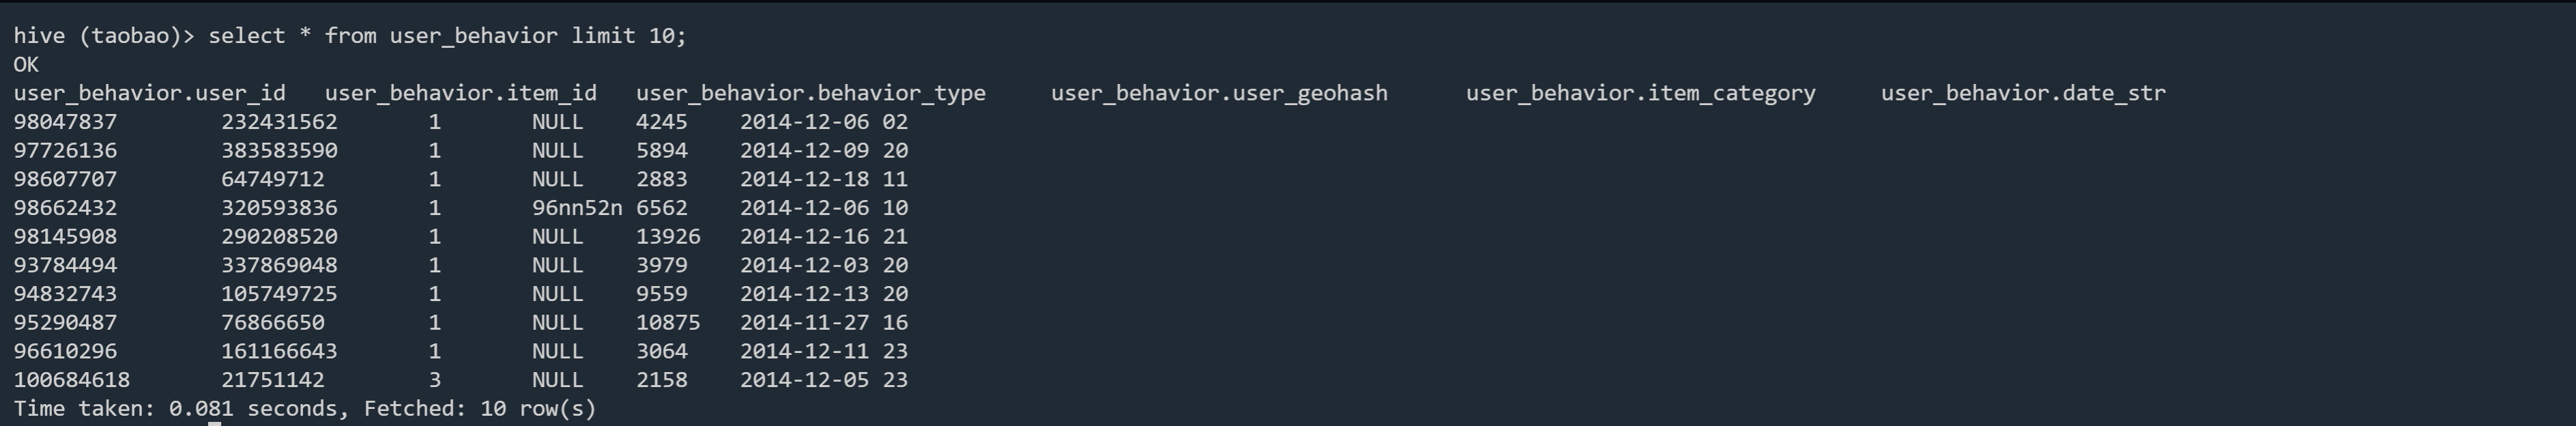 hive (taobao)> select * from user_behavior limit 10;
OK
user_behavior.user_id user_behavior.item_id user_behavior.behavior_type user_behavior.user_geohash user_behavior.item_category user_behavior.date_str
98047837 232431562 1 NULL 4245 2014-12-06 02
97726136 383583590 1 NULL 5894 2014-12-09 20
98607707 64749712 1 NULL 2883 2014-12-18 11
98662432 320593836 1 96nn52n 6562 2014-12-06 10
98145908 290208520 1 NULL 13926 2014-12-16 21
93784494 337869048 1 NULL 3979 2014-12-03 20
94832743 105749725 1 NULL 9559 2014-12-13 20
95290487 76866650 1 NULL 10875 2014-11-27 16
96610296 161166643 1 NULL 3064 2014-12-11 23
100684618 21751142 3 NULL 2158 2014-12-05 23
Time taken: 0.081 seconds, Fetched: 10 row(s)